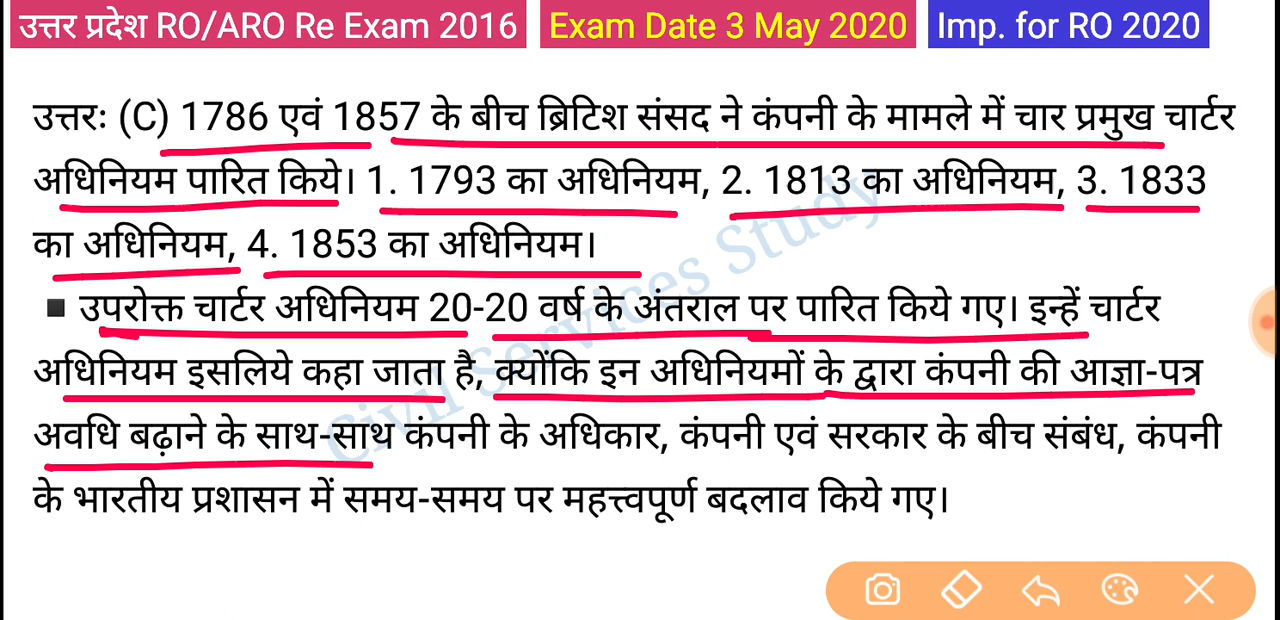 उत्तर प्रदेश RO/ARO Re Exam 2016 Exam Date 3 May 2020 Imp. for RO 2020
उत्तरः (C) 1786 एवं 1857 के बीच ब्रिटिश संसद ने कंपनी के मामले में चार प्रमुख चार्टर
अधिनियम पारित किये। 1. 1793 का अधिनियम, 2. 1813 का अधिनियम, 3. 1833
का अधिनियम, 4. 1853 का अधिनियम।
▪ उपरोक्त चार्टर अधिनियम 20-20 वर्ष के अंतराल पर पारित किये गए। इन्हें चार्टर
अधिनियम इसलिये कहा जाता है, क्योंकि इन अधिनियमों के द्वारा कंपनी की आज्ञा-पत्र
अवधि बढ़ाने के साथ-साथ कंपनी के अधिकार, कंपनी एवं सरकार के बीच संबंध, कंपनी
के भारतीय प्रशासन में समय-समय पर महत्त्वपूर्ण बदलाव किये गए।
Civil Services Study